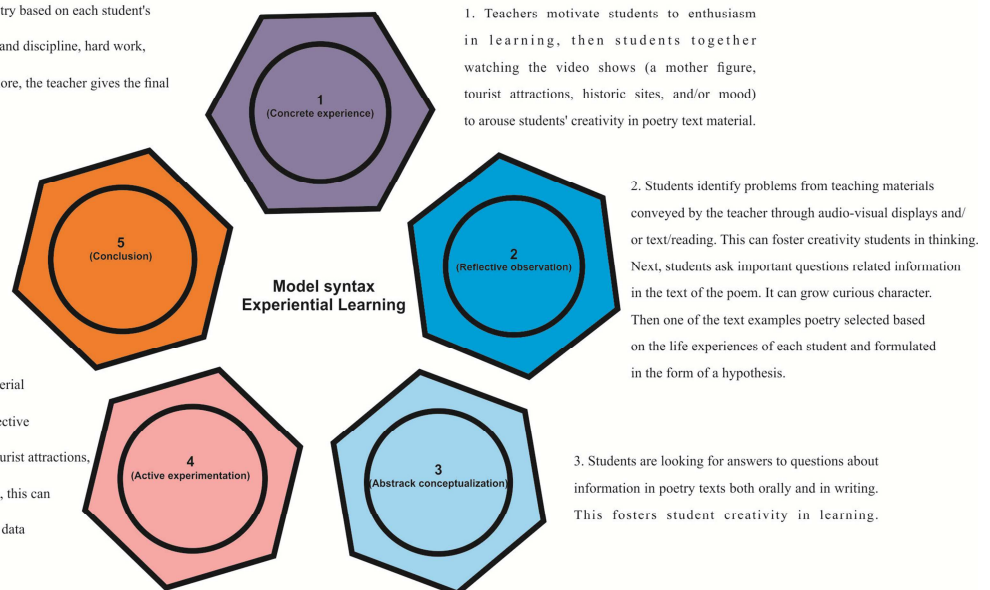 try based on each student's
and discipline, hard work,
ore, the teacher gives the final
1
(Concrete experience)
1. Teachers motivate students to enthusiasm
in learning, then students together
watching the video shows (a mother figure,
tourist attractions, historic sites, and/or mood)
to arouse students' creativity in poetry text material.
2
(Reflective observation)
2. Students identify problems from teaching materials
conveyed by the teacher through audio-visual displays and/
or text/reading. This can foster creativity students in thinking.
Next, students ask important questions related information
in the text of the poem. It can grow curious character.
Then one of the text examples poetry selected based
on the life experiences of each student and formulated
in the form of a hypothesis.
5
(Conclusion)
Model syntax
Experiential Learning
erial
ective
urist attractions,
, this can
data
4
(Active experimentation)
3
(Abstrack conceptualization)
3. Students are looking for answers to questions about
information in poetry texts both orally and in writing.
This fosters student creativity in learning.